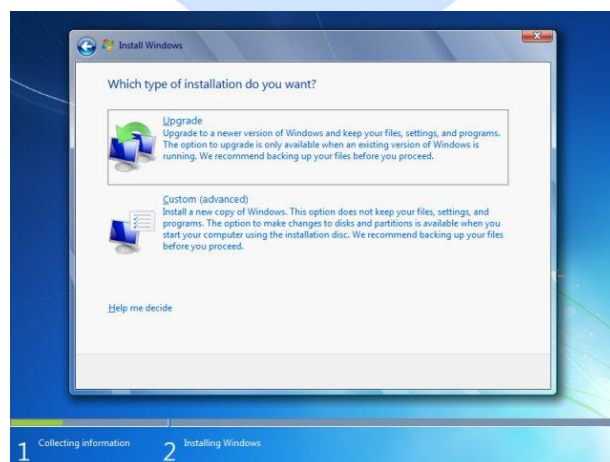 Install Windows
Which type of installation do you want?
Upgrade
Upgrade to a newer version of Windows and keep your files, settings, and programs.
The option to upgrade is only available when an existing version of Windows is
running. We recommend backing up your files before you proceed.
Custom (advanced)
Install a new copy of Windows. This option does not keep your files, settings, and
programs. The option to make changes to disks and partitions is available when you
start your computer using the installation disc. We recommend backing up your files
before you proceed.
Help me decide
1 Collecting information 2 Installing Windows